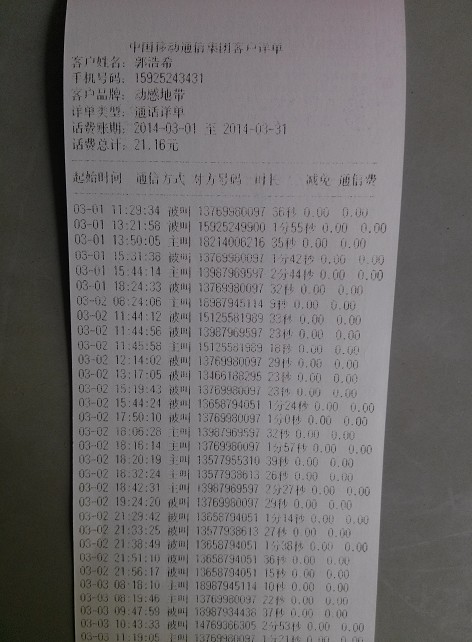 中国移动通信集团客户详单
客户姓名: 郭浩希
手机号码: 15925243431
客户品牌: 动感地带
详单类型: 通话详单
话费账期: 2014-03-01 至 2014-03-31
话费总计: 21.16元
起始时间 通信方式 对方号码 时长 减免 通信费
03-01 11:29:34 被叫 13769980097 36秒 0.00 0.00
03-01 13:21:58 被叫 15925249900 1分55秒 0.00 0.00
03-01 13:50:05 主叫 18214006216 35秒 0.00 0.00
03-01 15:31:38 被叫 13769980097 1分42秒 0.00 0.00
03-01 15:44:14 主叫 13987969597 2分44秒 0.00 0.00
03-01 18:24:33 被叫 13769980097 32秒 0.00 0.00
03-02 08:24:06 主叫 18987945114 5秒 0.00 0.00
03-02 11:44:12 被叫 15125581989 33秒 0.00 0.00
03-02 11:44:56 被叫 13987969597 23秒 0.00 0.00
03-02 11:45:58 主叫 15125581989 18秒 0.00 0.00
03-02 12:14:02 被叫 13769980097 29秒 0.00 0.00
03-02 13:17:05 主叫 13466188295 23秒 0.00 0.00
03-02 15:19:43 被叫 13769980097 23秒 0.00 0.00
03-02 15:44:24 被叫 13658794051 1分24秒 0.00 0.00
03-02 17:50:10 被叫 13769980097 1分0秒 0.00 0.00
03-02 18:06:28 主叫 13987969597 32秒 0.00 0.00
03-02 18:16:14 主叫 13769980097 1分57秒 0.00 0.00
03-02 18:20:19 主叫 13577955310 39秒 0.00 0.00
03-02 18:32:24 主叫 13577938613 26秒 0.00 0.00
03-02 18:42:31 主叫 13987969597 2分27秒 0.00 0.00
03-02 19:24:20 被叫 13769980097 29秒 0.00 0.00
03-02 21:29:42 被叫 13658794051 1分14秒 0.00 0.00
03-02 21:33:25 被叫 13577938613 27秒 0.00 0.00
03-02 21:38:49 被叫 13658794051 1分38秒 0.00 0.00
03-02 21:51:10 被叫 13658794051 36秒 0.00 0.00
03-02 21:56:17 被叫 13658794051 15秒 0.00 0.00
03-03 08:18:10 主叫 18987945114 10秒 0.00 0.00
03-03 08:19:46 主叫 13769980097 22秒 0.00 0.00
03-03 09:47:59 被叫 18987934438 37秒 0.00 0.00
03-03 10:43:33 被叫 14769366305 2分53秒 0.00 0.00
03-03 11:19:05 主叫 13769980097